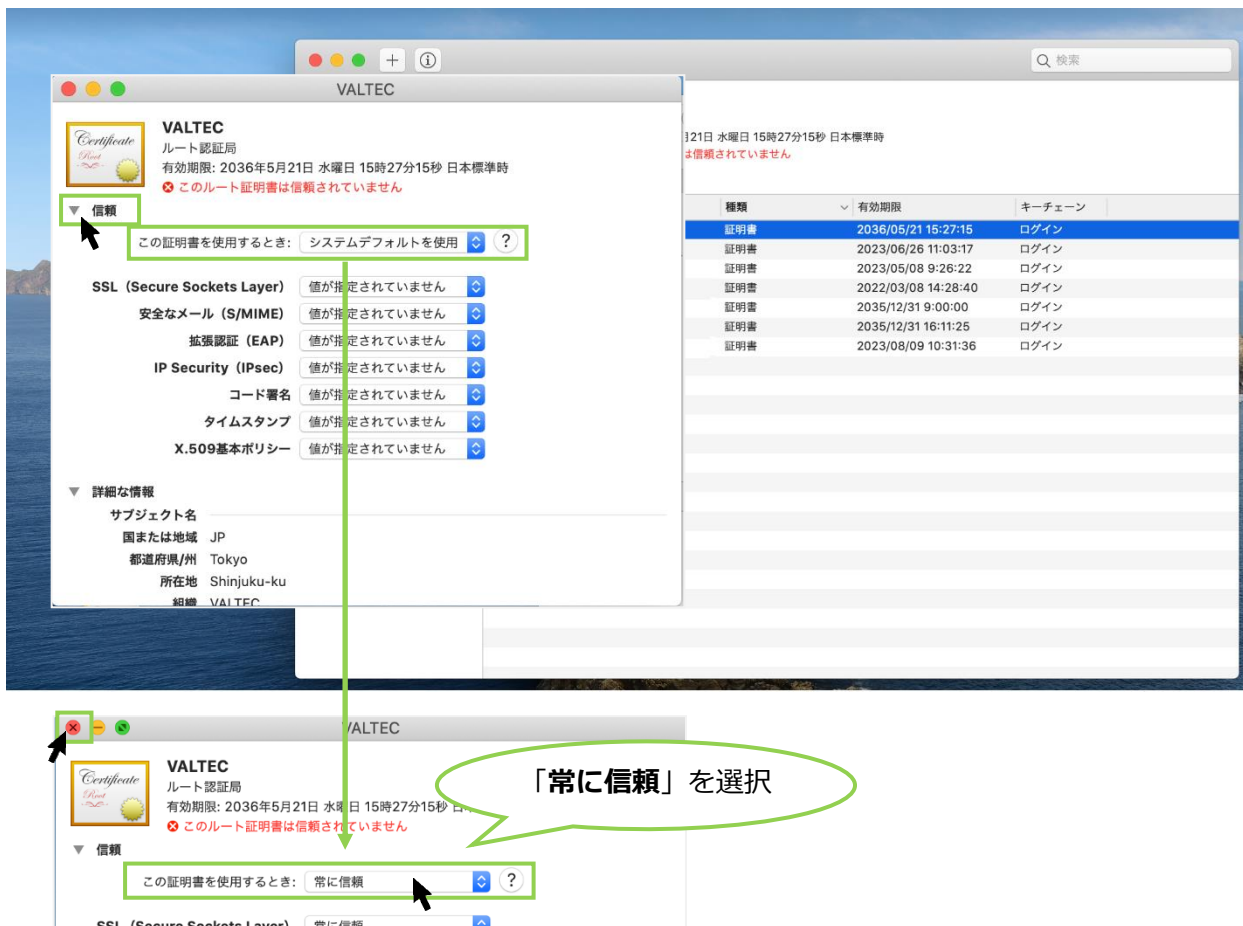 検索
VALTEC
Certificate
Root
VALTEC
ルート認証局
有効期限: 2036年5月21日 水曜日 15時27分15秒 日本標準時
このルート証明書は信頼されていません
月21日 水曜日 15時27分15秒 日本標準時
は信頼されていません
信頼
この証明書を使用するとき: システムデフォルトを使用 ?
SSL（Secure Sockets Layer） 値が指定されていません
安全なメール（S/MIME） 値が指定されていません
拡張認証（EAP） 値が指定されていません
IP Security（IPsec） 値が指定されていません
コード署名 値が指定されていません
タイムスタンプ 値が指定されていません
X.509基本ポリシー 値が指定されていません
詳細な情報
サブジェクト名
国または地域 JP
都道府県/州 Tokyo
所在地 Shinjuku-ku
組織 VALTEC
種類 有効期限 キーチェーン
証明書 2036/05/21 15:27:15 ログイン
証明書 2023/06/26 11:03:17 ログイン
証明書 2023/05/08 9:26:22 ログイン
証明書 2022/03/08 14:28:40 ログイン
証明書 2035/12/31 9:00:00 ログイン
証明書 2035/12/31 16:11:25 ログイン
証明書 2023/08/09 10:31:36 ログイン
VALTEC
Certificate
Root
VALTEC
ルート認証局
有効期限: 2036年5月21日 水曜日 15時27分15秒
このルート証明書は信頼されていません
「常に信頼」を選択
信頼
この証明書を使用するとき: 常に信頼 ?
SSL（Secure Sockets Layer） 常に信頼